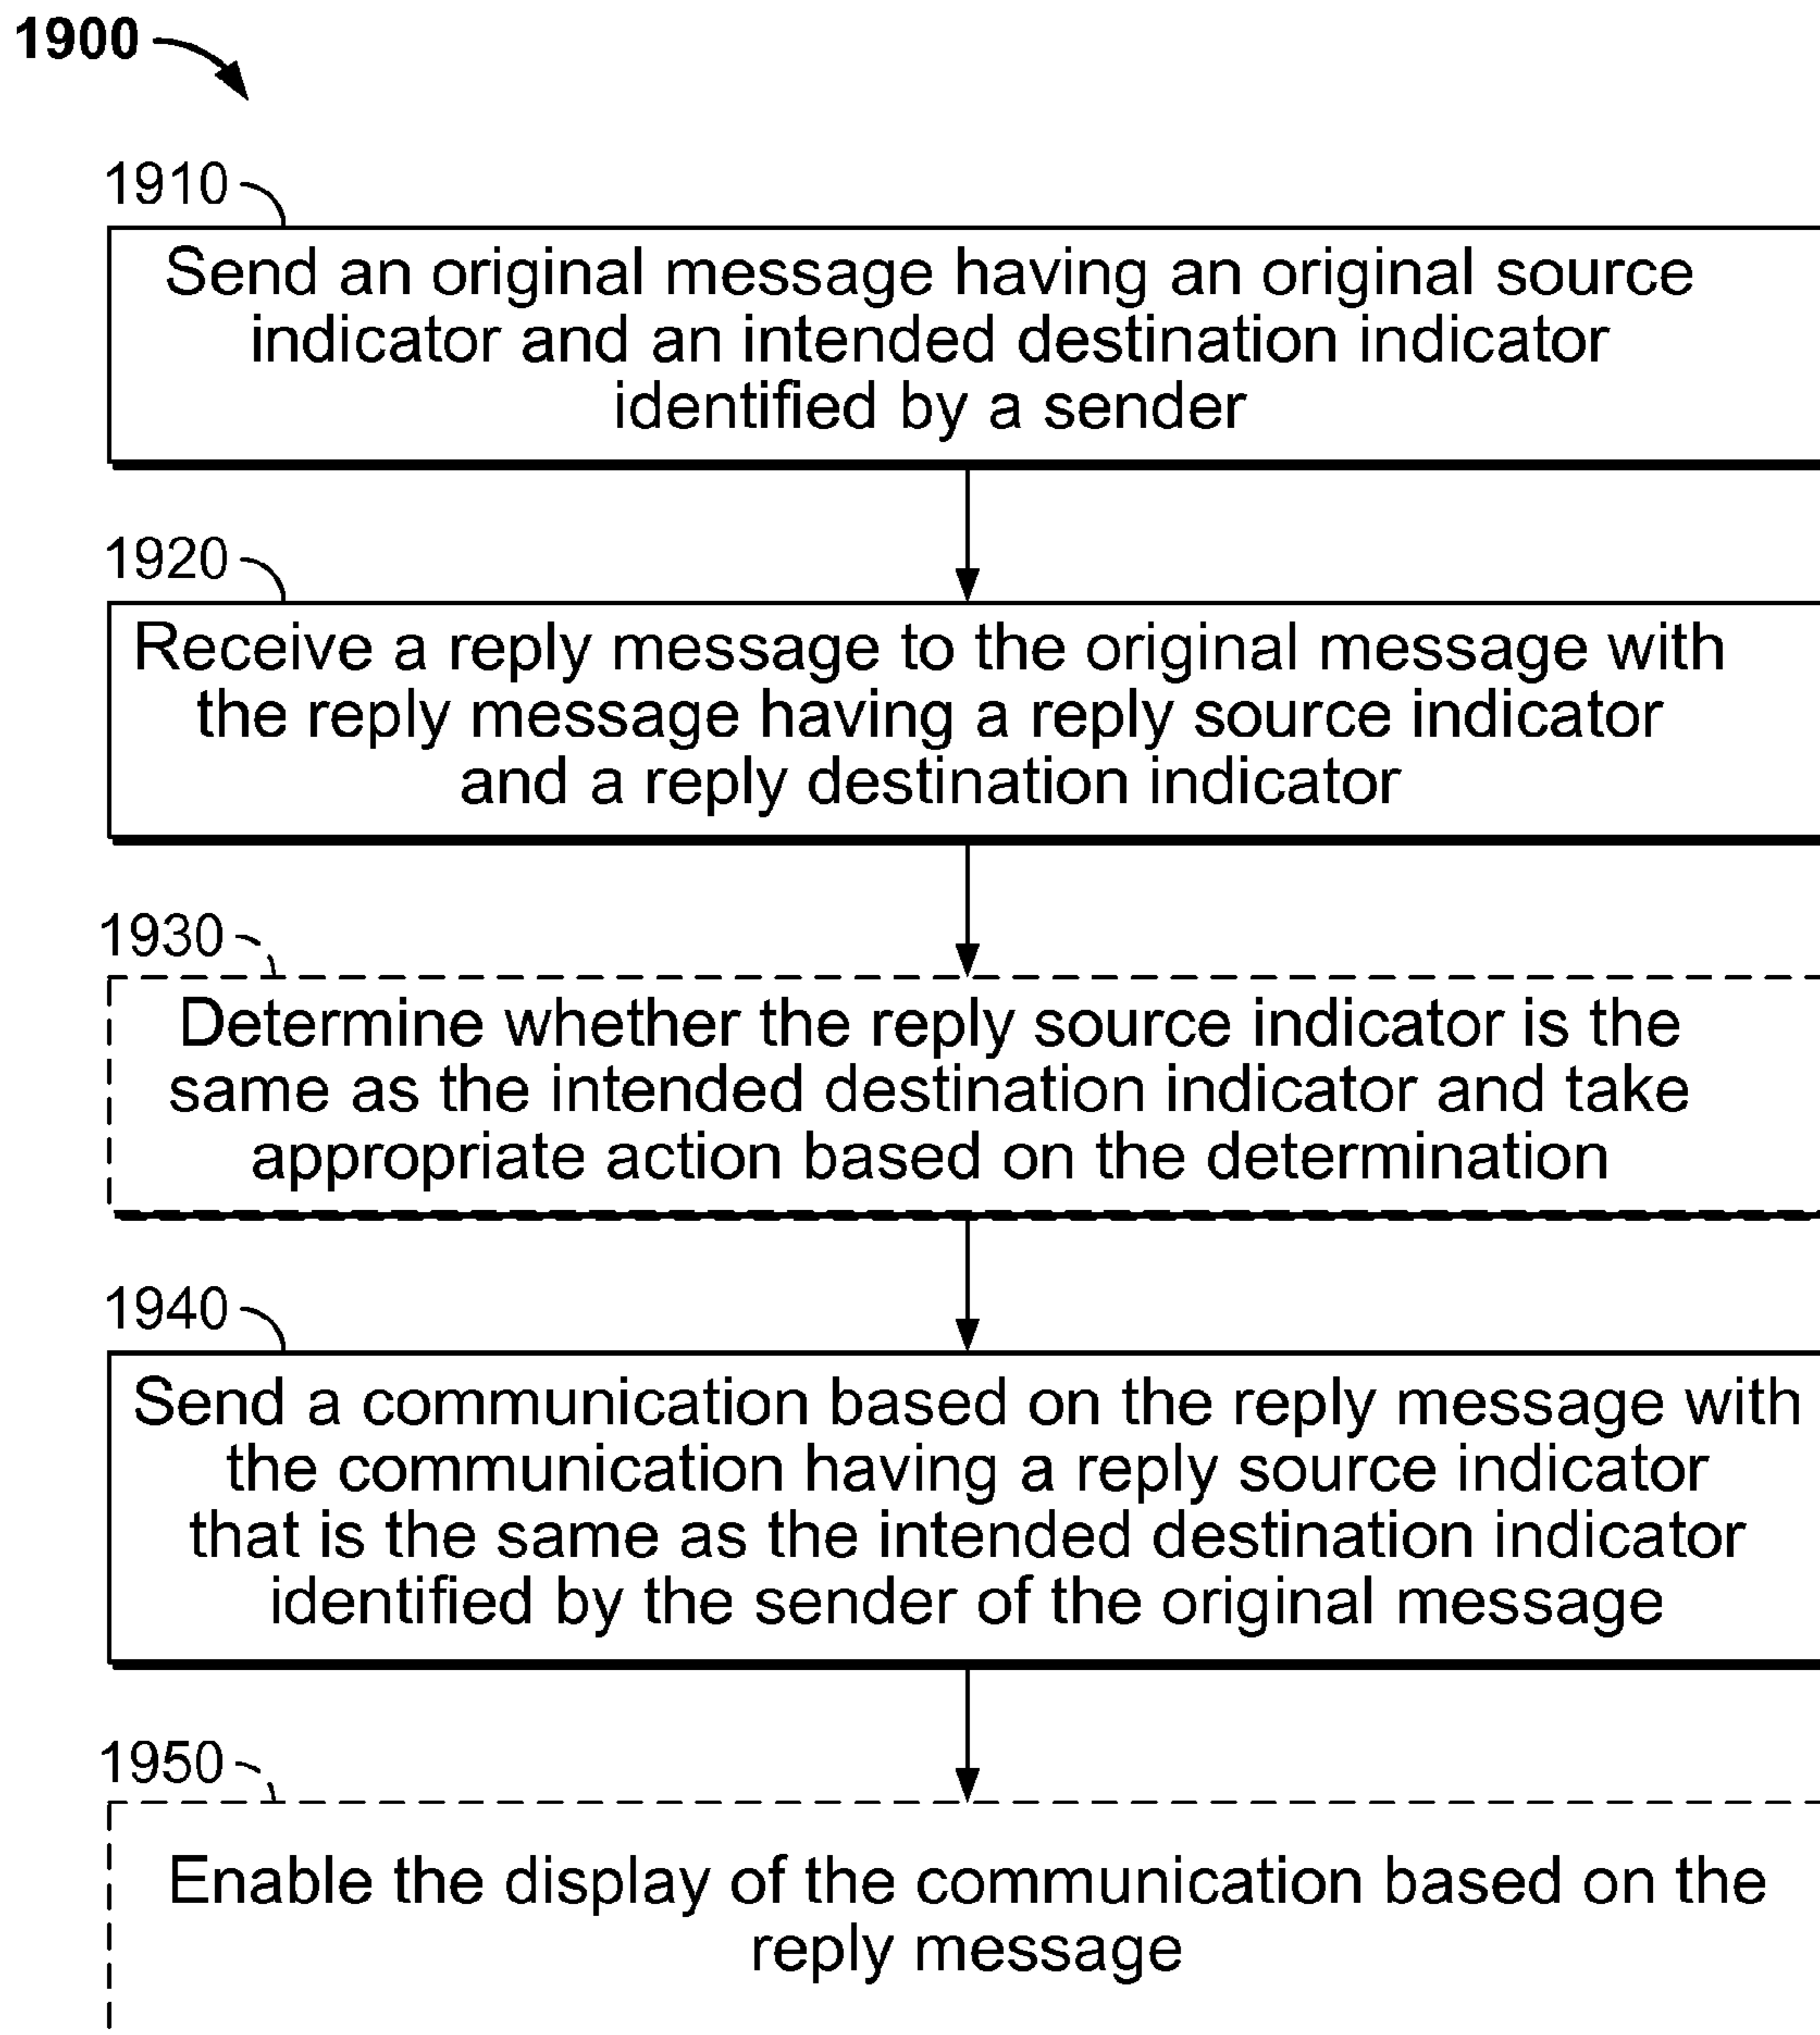 1900
1910
Send an original message having an original source
indicator and an intended destination indicator
identified by a sender
1920
Receive a reply message to the original message with
the reply message having a reply source indicator
and a reply destination indicator
1930
Determine whether the reply source indicator is the
same as the intended destination indicator and take
appropriate action based on the determination
1940
Send a communication based on the reply message with
the communication having a reply source indicator
that is the same as the intended destination indicator
identified by the sender of the original message
1950
Enable the display of the communication based on the
reply message